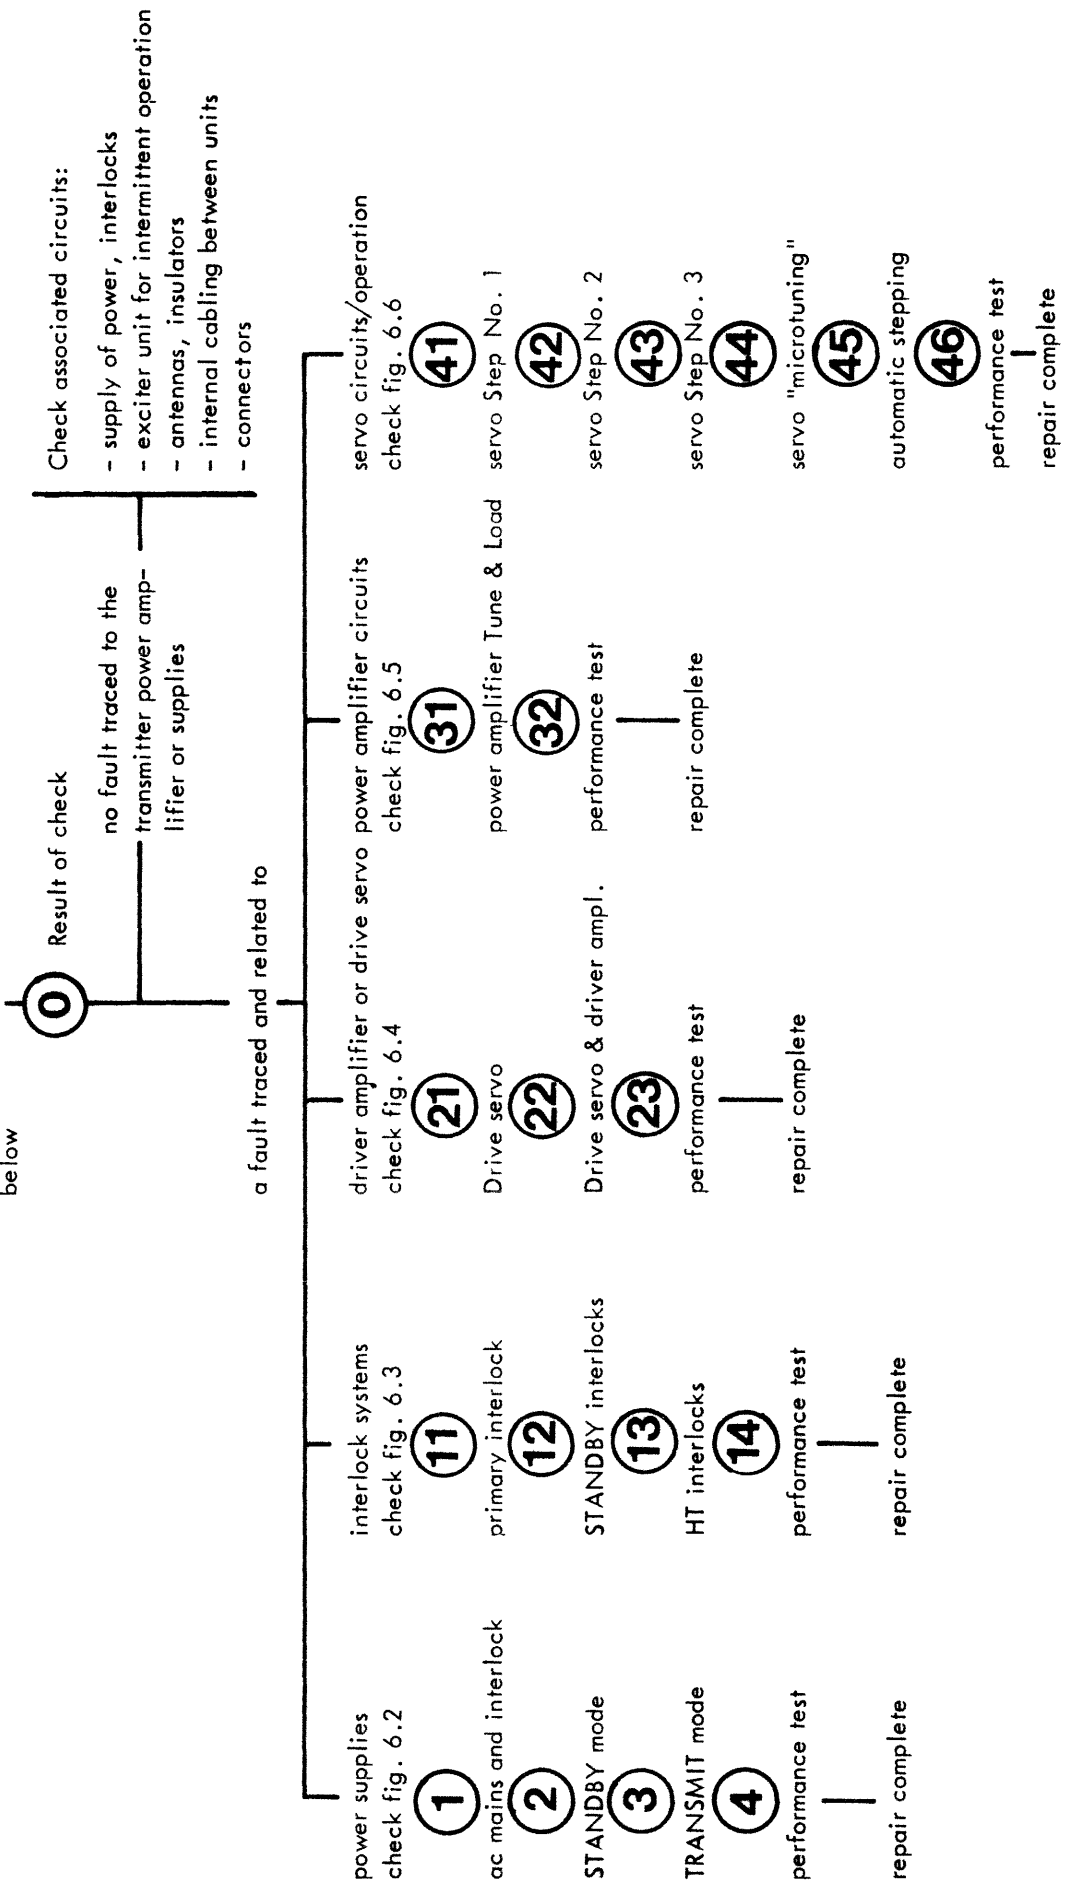 below
0
Result of check
no fault traced to the
transmitter power amp-
lifier or supplies
Check associated circuits:
- supply of power, interlocks
- exciter unit for intermittent operation
- antennas, insulators
- internal cabling between units
- connectors
a fault traced and related to
power supplies
check fig. 6.2
1
ac mains and interlock
2
STANDBY mode
3
TRANSMIT mode
4
performance test
repair complete
interlock systems
check fig. 6.3
11
primary interlock
12
STANDBY interlocks
13
HT interlocks
14
performance test
repair complete
driver amplifier or drive servo
check fig. 6.4
21
Drive servo
22
Drive servo & driver ampl.
23
performance test
repair complete
power amplifier circuits
check fig. 6.5
31
power amplifier Tune & Load
32
performance test
repair complete
servo circuits/operation
check fig. 6.6
41
servo Step No. 1
42
servo Step No. 2
43
servo Step No. 3
44
servo "microtuning"
45
automatic stepping
46
performance test
repair complete